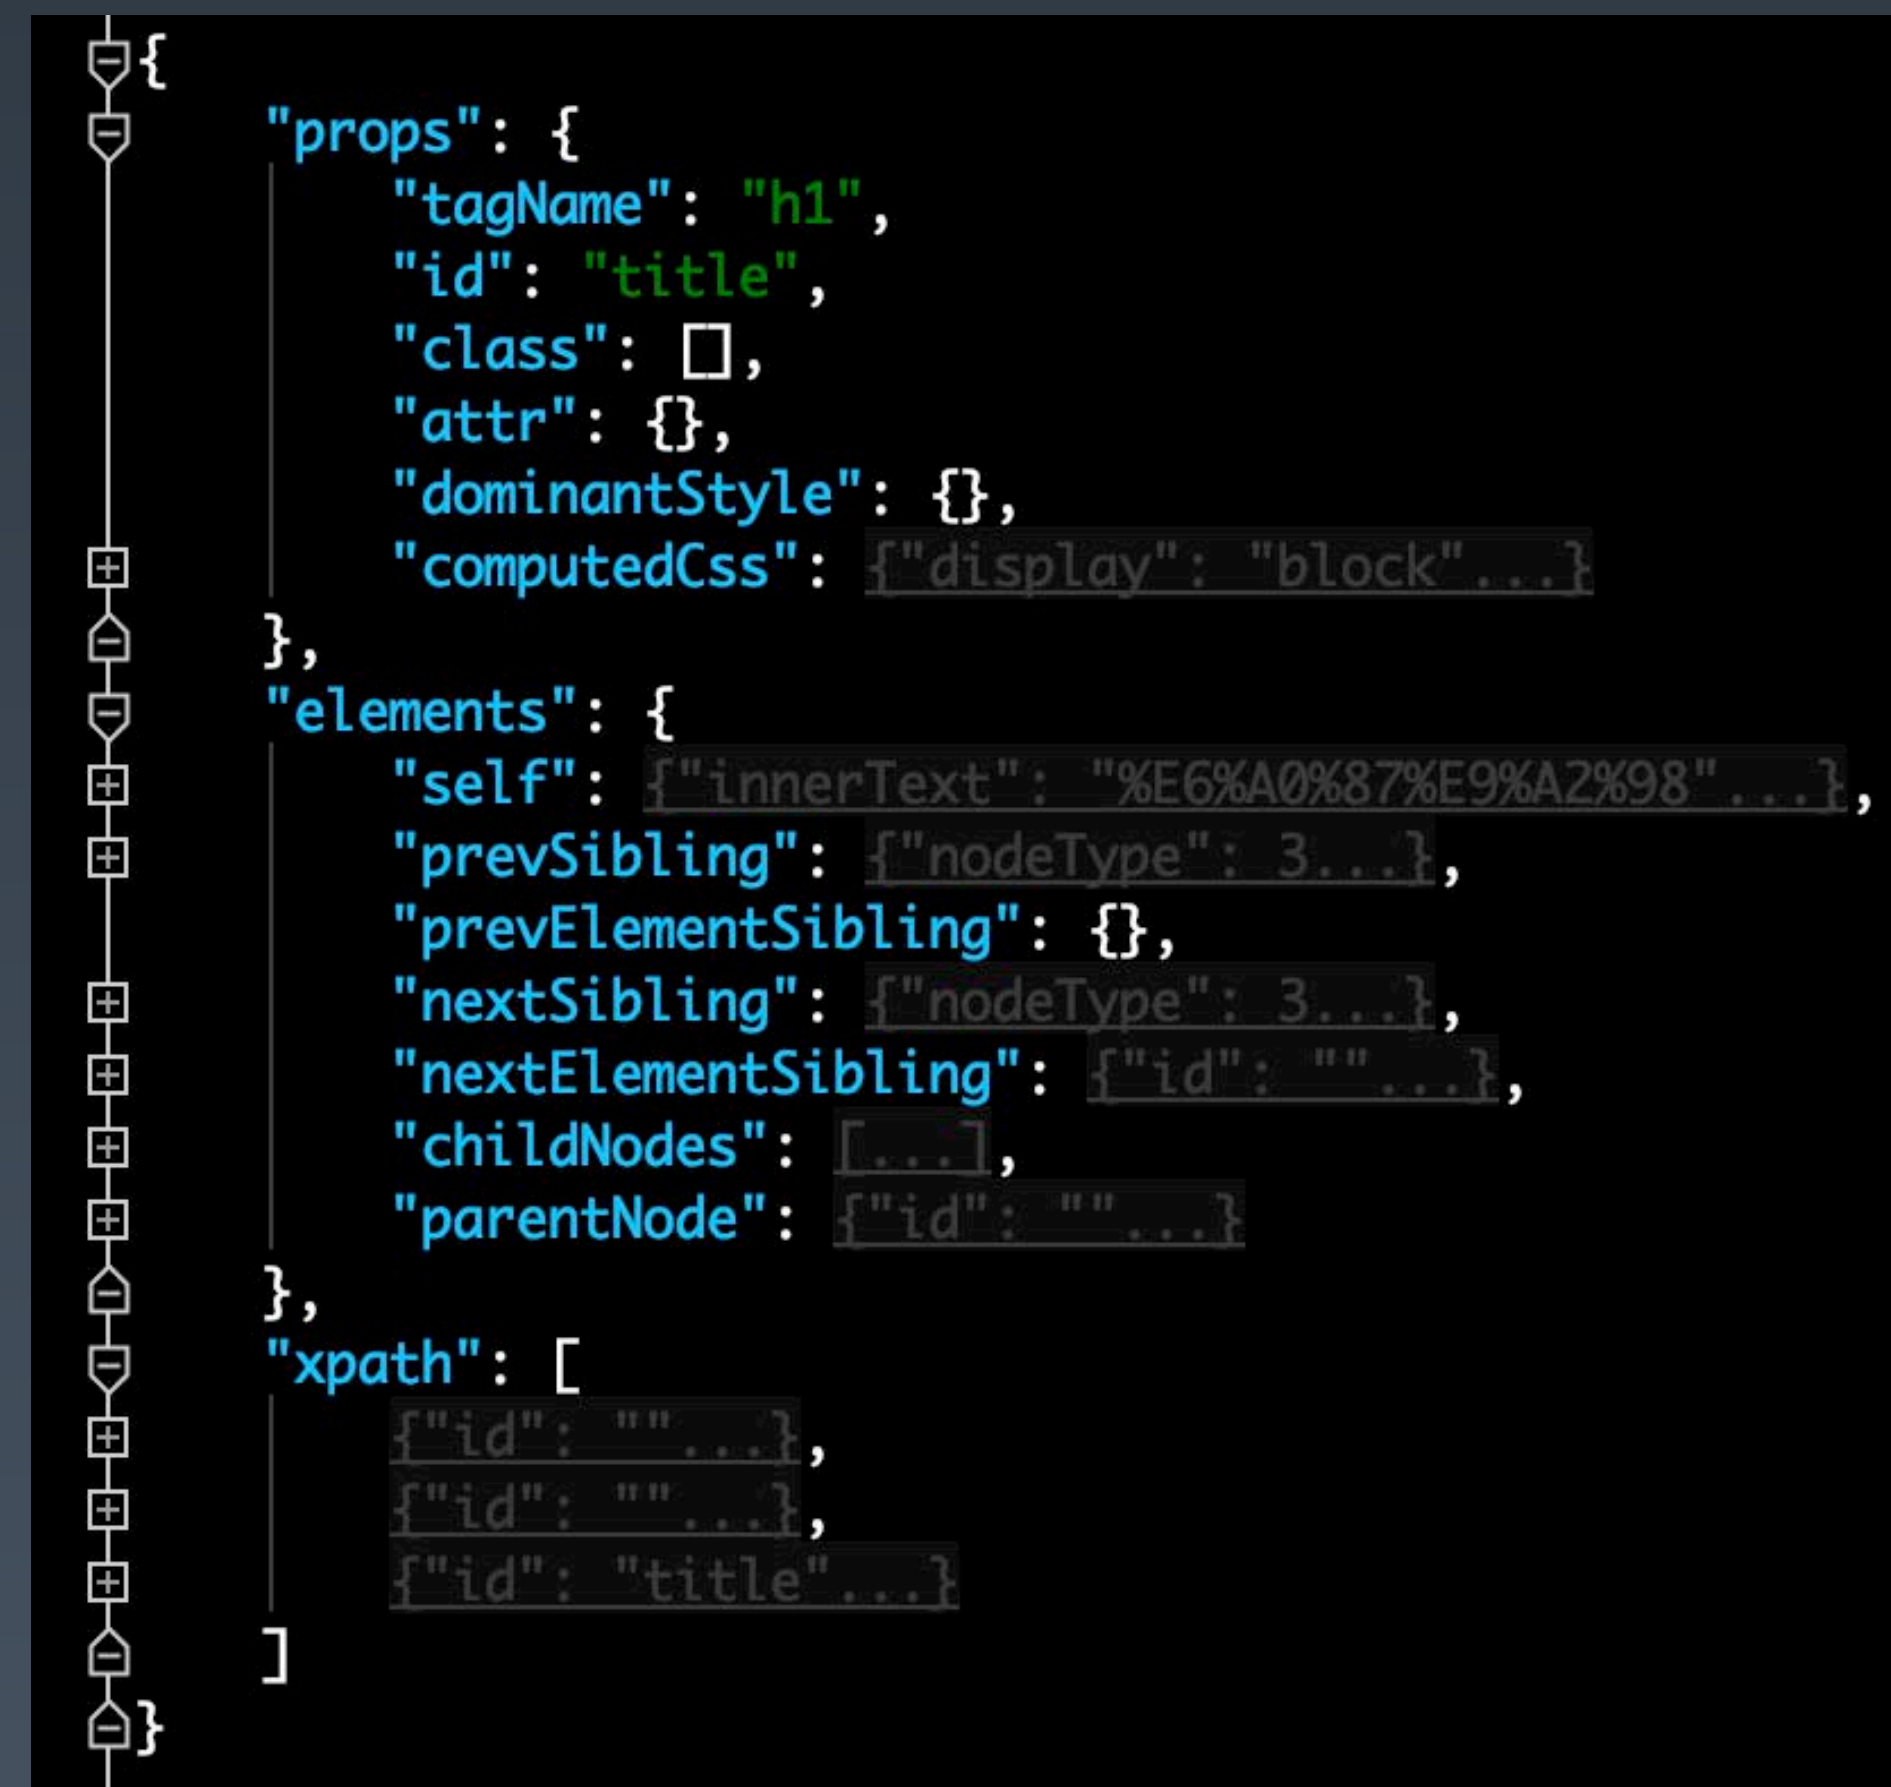 {
"props": {
"tagName": "h1",
"id": "title",
"class": [],
"attr": {},
"dominantStyle": {},
"computedCss": {"display": "block"...}
},
"elements": {
"self": {"innerText": "%E6%A0%87%E9%A2%98"...},
"prevSibling": {"nodeType": 3...},
"prevElementSibling": {},
"nextSibling": {"nodeType": 3...},
"nextElementSibling": {"id": ""...},
"childNodes": [...],
"parentNode": {"id": ""...}
},
"xpath": [
{"id": ""...},
{"id": ""...},
{"id": "title"...}
]
}